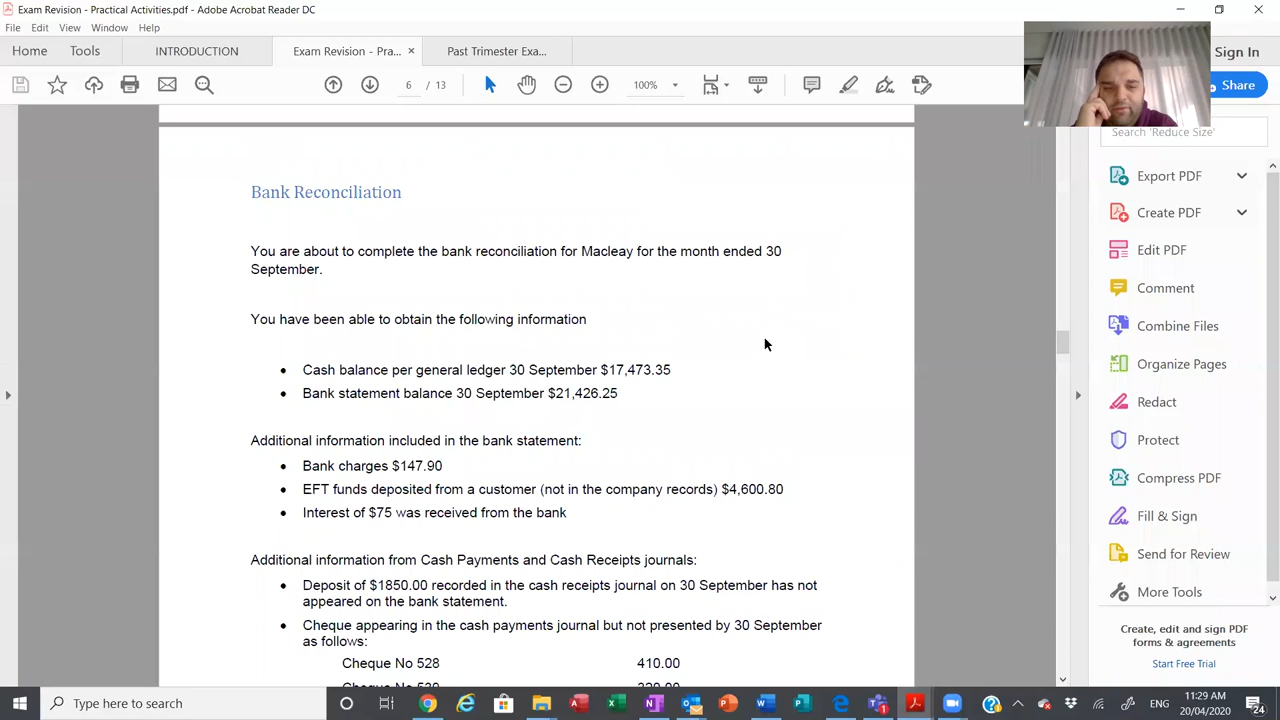 Exam Revision - Practical Activities.pdf - Adobe Acrobat Reader DC
File Edit View Window Help
Home Tools INTRODUCTION Exam Revision - Pra... × Past Trimester Exa... Sign In
6 / 13 100% Share
Search 'Reduce Size'
Bank Reconciliation
You are about to complete the bank reconciliation for Macleay for the month ended 30
September.
You have been able to obtain the following information
• Cash balance per general ledger 30 September $17,473.35
• Bank statement balance 30 September $21,426.25
Additional information included in the bank statement:
• Bank charges $147.90
• EFT funds deposited from a customer (not in the company records) $4,600.80
• Interest of $75 was received from the bank
Additional information from Cash Payments and Cash Receipts journals:
• Deposit of $1850.00 recorded in the cash receipts journal on 30 September has not
appeared on the bank statement.
• Cheque appearing in the cash payments journal but not presented by 30 September
as follows:
Cheque No 528 410.00
Export PDF
Create PDF
Edit PDF
Comment
Combine Files
Organize Pages
Redact
Protect
Compress PDF
Fill & Sign
Send for Review
More Tools
Create, edit and sign PDF
forms & agreements
Start Free Trial
Type here to search
ENG
11:29 AM
20/04/2020
24